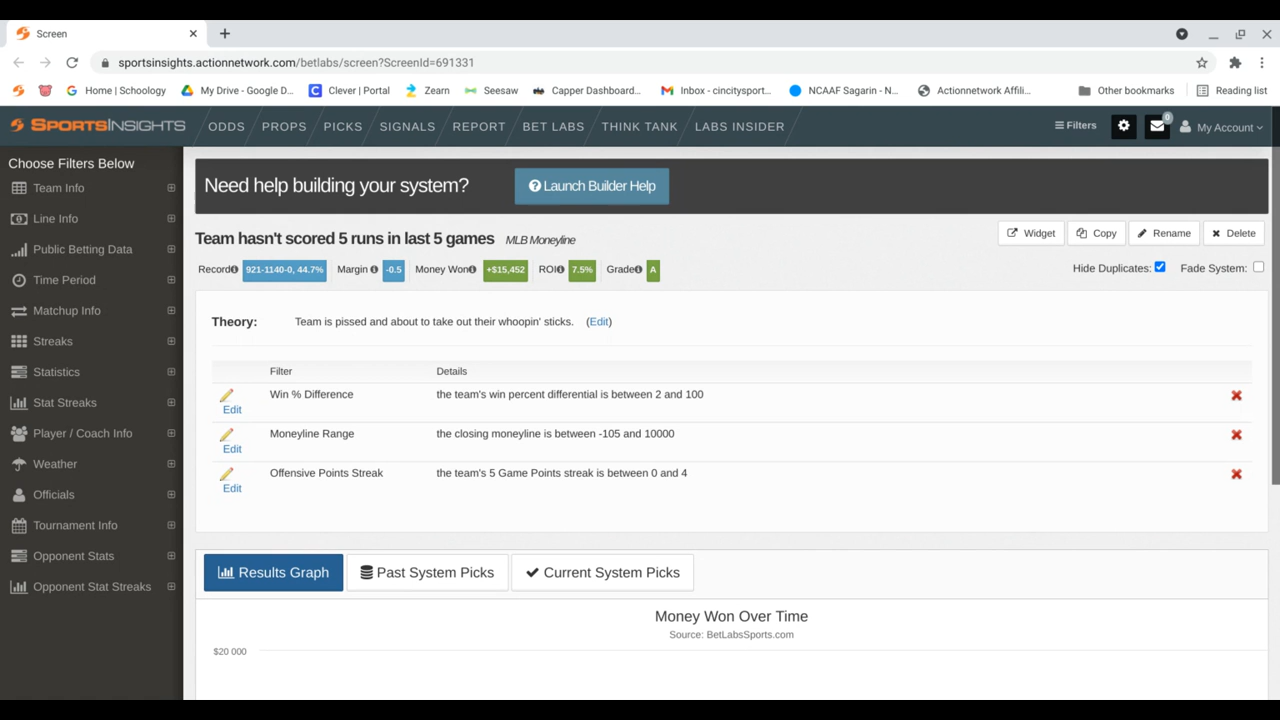 Screen
sportsinsights.actionnetwork.com/betlabs/screen?ScreenId=691331
Home | Schoology My Drive - Google D... Clever | Portal Zearn Seesaw Capper Dashboard... Inbox - cincitysport... NCAAF Sagarin - N... Actionnetwork Affili... Other bookmarks Reading list
SPORTSINSIGHTS ODDS PROPS PICKS SIGNALS REPORT BET LABS THINK TANK LABS INSIDER Filters 0 My Account
Choose Filters Below
Team Info
Line Info
Public Betting Data
Time Period
Matchup Info
Streaks
Statistics
Stat Streaks
Player / Coach Info
Weather
Officials
Tournament Info
Opponent Stats
Opponent Stat Streaks
Need help building your system? Launch Builder Help
Team hasn't scored 5 runs in last 5 games MLB Moneyline Widget Copy Rename Delete
Record 921-1140-0, 44.7% Margin -0.5 Money Won +$15,452 ROI 7.5% Grade A Hide Duplicates: Fade System:
Theory: Team is pissed and about to take out their whoopin' sticks. (Edit)
Filter Details
Win % Difference the team's win percent differential is between 2 and 100
Edit
Moneyline Range the closing moneyline is between -105 and 10000
Edit
Offensive Points Streak the team's 5 Game Points streak is between 0 and 4
Edit
Results Graph Past System Picks Current System Picks
Money Won Over Time
Source: BetLabsSports.com
$20 000